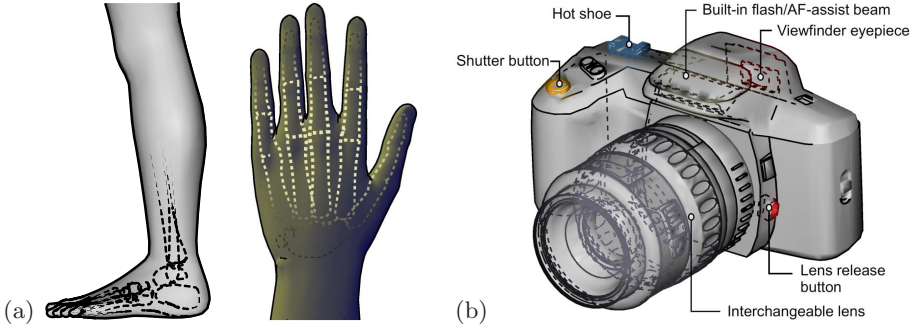 Built-in flash/AF-assist beam
Hot shoe
Viewfinder eyepiece
Shutter button
Lens release
button
Interchangeable lens
(a)
(b)